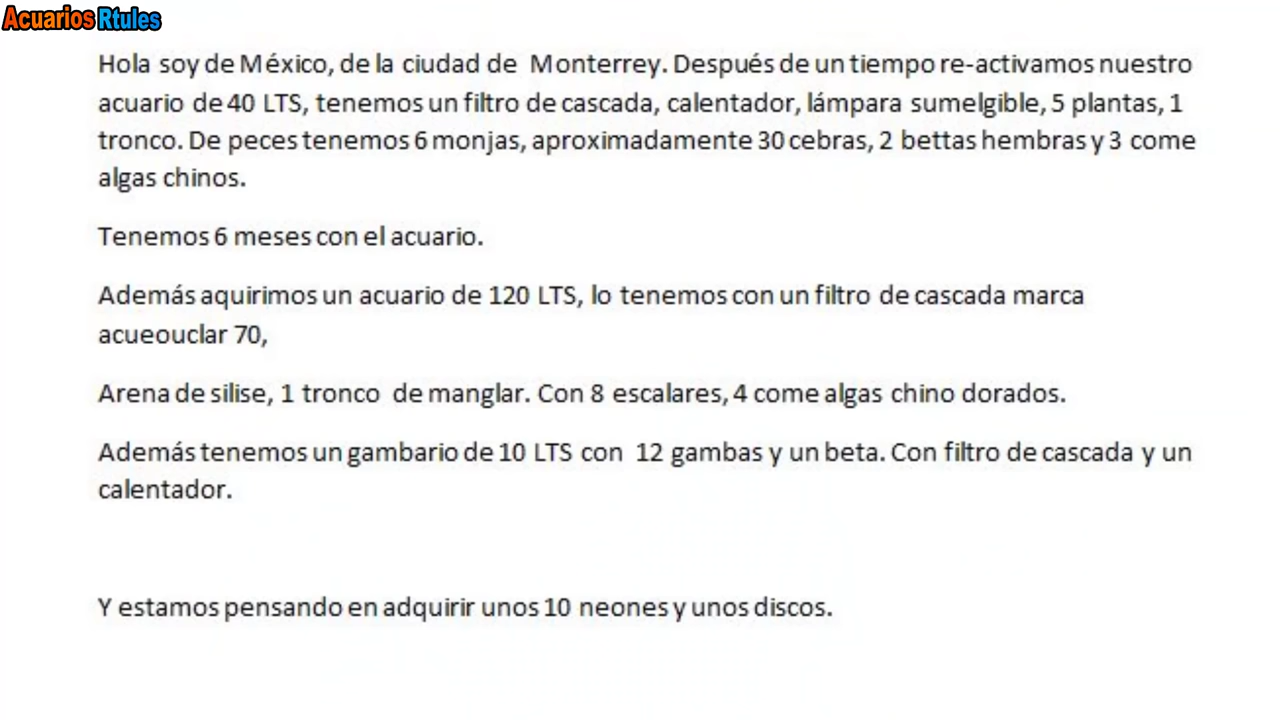 Acuarios Rtules
Hola soy de México, de la ciudad de Monterrey. Después de un tiempo re-activamos nuestro
acuario de 40 LTS, tenemos un filtro de cascada, calentador, lámpara sumelgible, 5 plantas, 1
tronco. De peces tenemos 6 monjas, aproximadamente 30 cebras, 2 bettas hembras y 3 come
algas chinos.
Tenemos 6 meses con el acuario.
Además aquirimos un acuario de 120 LTS, lo tenemos con un filtro de cascada marca
acueouclar 70,
Arena de silise, 1 tronco de manglar. Con 8 escalares, 4 come algas chino dorados.
Además tenemos un gambario de 10 LTS con 12 gambas y un beta. Con filtro de cascada y un
calentador.
Y estamos pensando en adquirir unos 10 neones y unos discos.